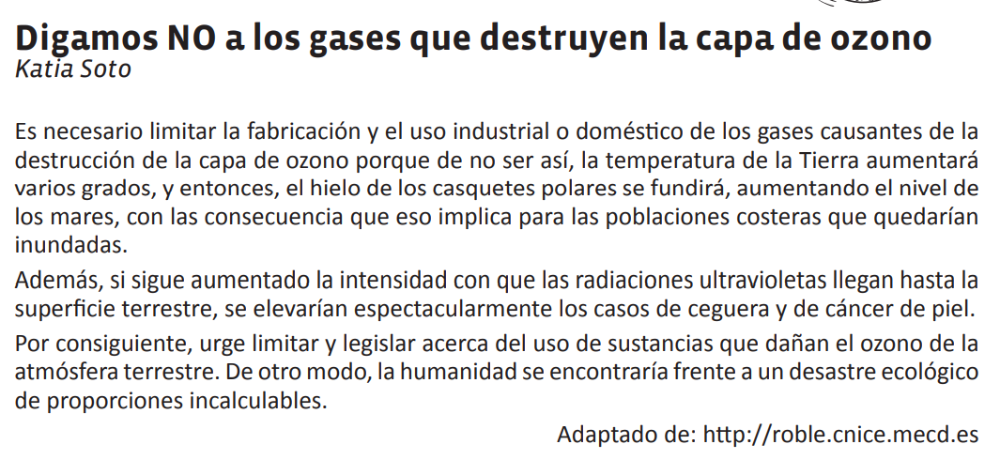 Digamos NO a los gases que destruyen la capa de ozono
Katia Soto
Es necesario limitar la fabricación y el uso industrial o doméstico de los gases causantes de la
destrucción de la capa de ozono porque de no ser así, la temperatura de la Tierra aumentará
varios grados, y entonces, el hielo de los casquetes polares se fundirá, aumentando el nivel de
los mares, con las consecuencia que eso implica para las poblaciones costeras que quedarían
inundadas.
Además, si sigue aumentado la intensidad con que las radiaciones ultravioletas llegan hasta la
superficie terrestre, se elevarían espectacularmente los casos de ceguera y de cáncer de piel.
Por consiguiente, urge limitar y legislar acerca del uso de sustancias que dañan el ozono de la
atmósfera terrestre. De otro modo, la humanidad se encontraría frente a un desastre ecológico
de proporciones incalculables.
Adaptado de: http://roble.cnice.mecd.es